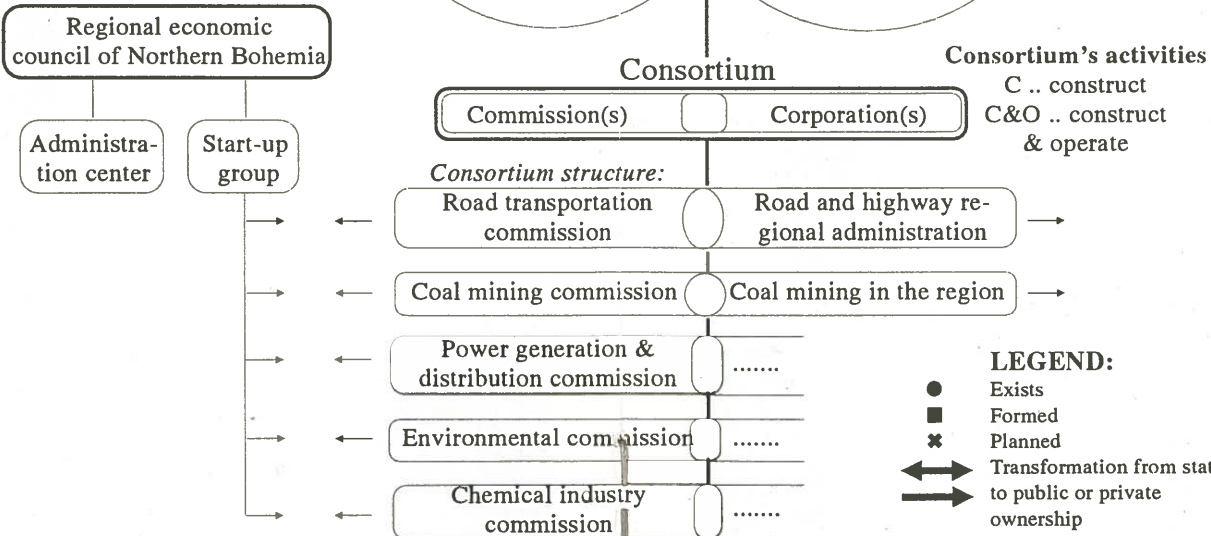 Regional economic
council of Northern Bohemia
Administra-
tion center
Start-up
group
Consortium
Commission(s)
Corporation(s)
Consortium's activities
C .. construct
C&O .. construct
& operate
Consortium structure:
Road transportation
commission
Road and highway re-
gional administration
Coal mining commission
Coal mining in the region
Power generation &
distribution commission
.......
Environmental commission
.......
Chemical industry
commission
.......
LEGEND:
Exists
Formed
Planned
Transformation from stat
to public or private
ownership